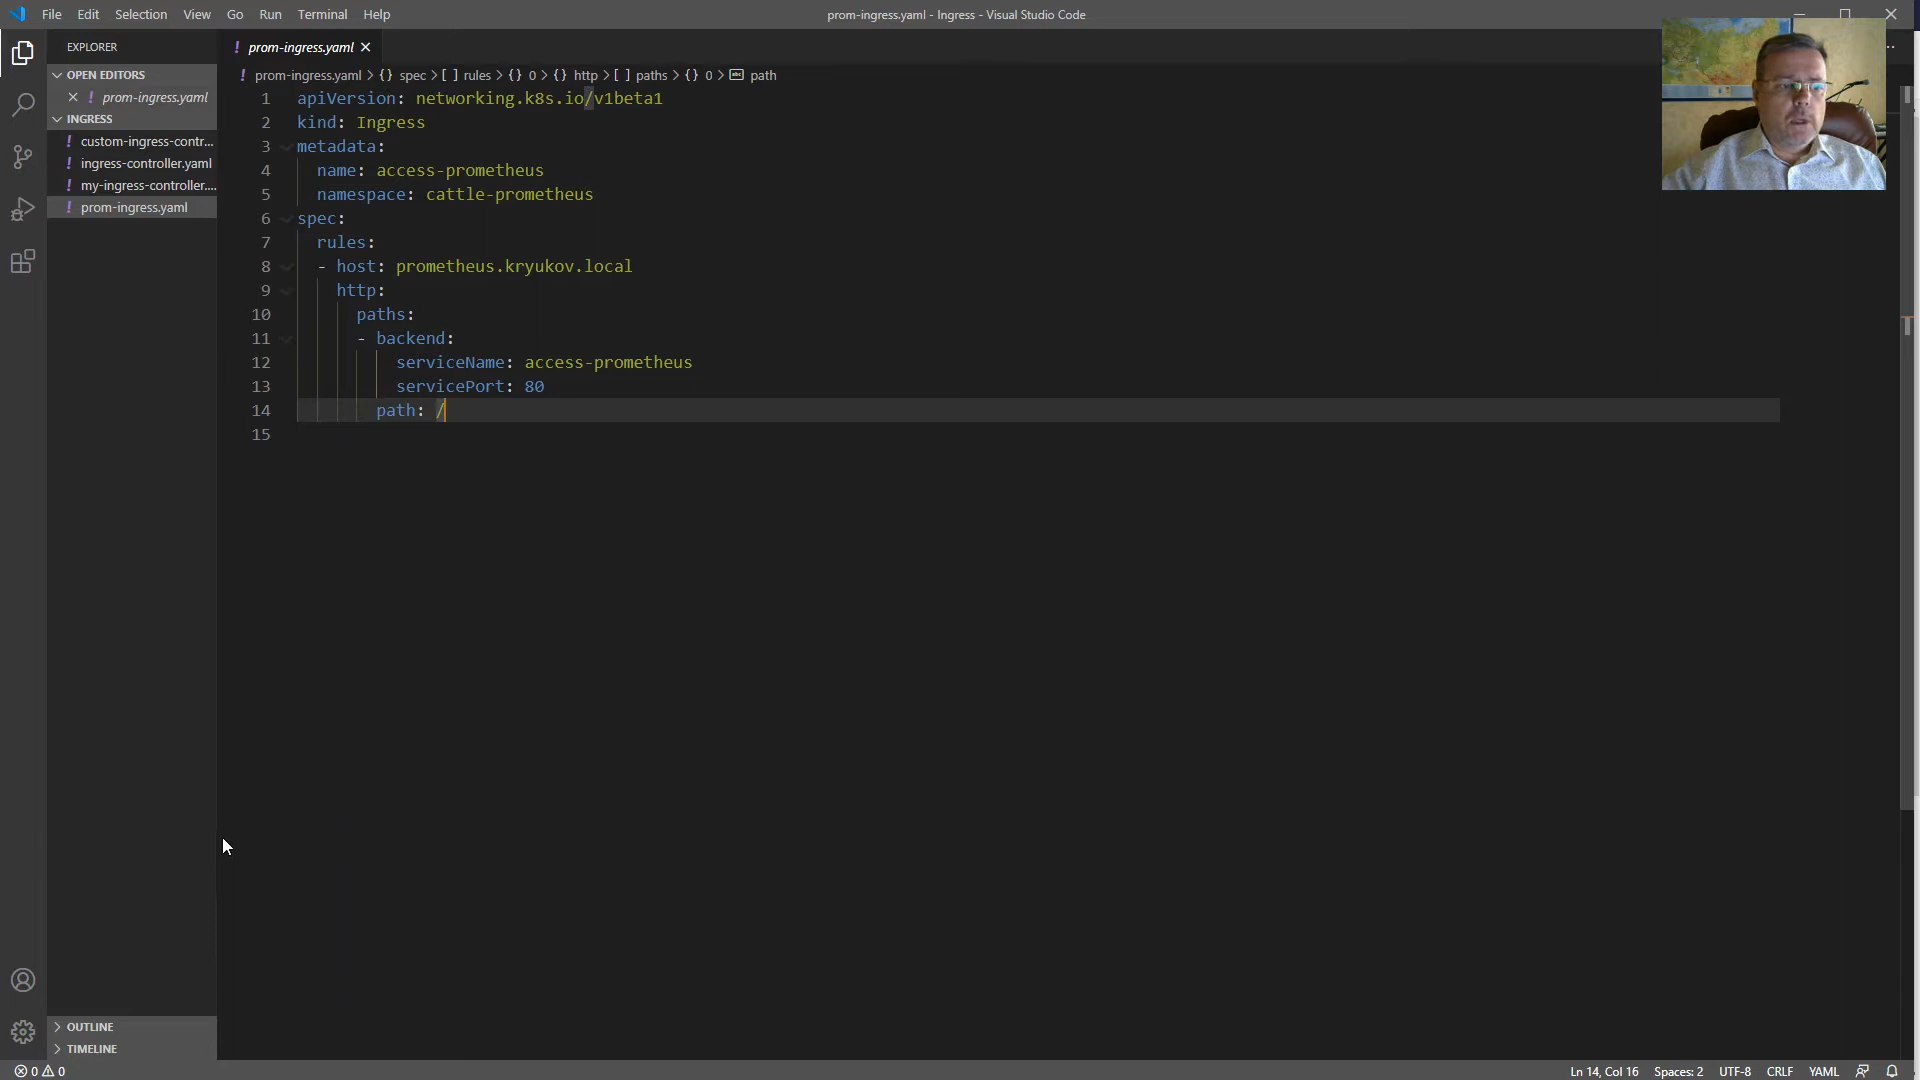 File Edit Selection View Go Run Terminal Help
prom-ingress.yaml - Ingress - Visual Studio Code
EXPLORER
OPEN EDITORS
prom-ingress.yaml
INGRESS
custom-ingress-contr...
ingress-controller.yaml
my-ingress-controller....
prom-ingress.yaml
OUTLINE
TIMELINE
! prom-ingress.yaml
! prom-ingress.yaml > {} spec > [ ] rules > {} 0 > {} http > [ ] paths > {} 0 > abc path
1 apiVersion: networking.k8s.io/v1beta1
2 kind: Ingress
3 metadata:
4   name: access-prometheus
5   namespace: cattle-prometheus
6 spec:
7   rules:
8   - host: prometheus.kryukov.local
9     http:
10       paths:
11       - backend:
12           serviceName: access-prometheus
13           servicePort: 80
14         path: /
15
0 0
Ln 14, Col 16 Spaces: 2 UTF-8 CRLF YAML